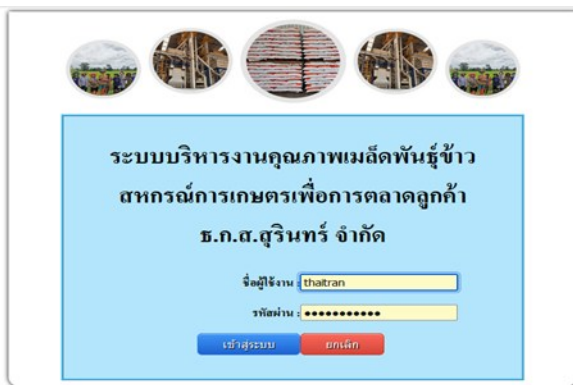 ระบบบริหารงานคุณภาพเมล็ดพันธุ์ข้าว
สหกรณ์การเกษตรเพื่อการตลาดลูกค้า
ธ.ก.ส.สุรินทร์ จำกัด
ชื่อผู้ใช้งาน : thaitran
รหัสผ่าน : •••••••••••
เข้าสู่ระบบ ยกเลิก